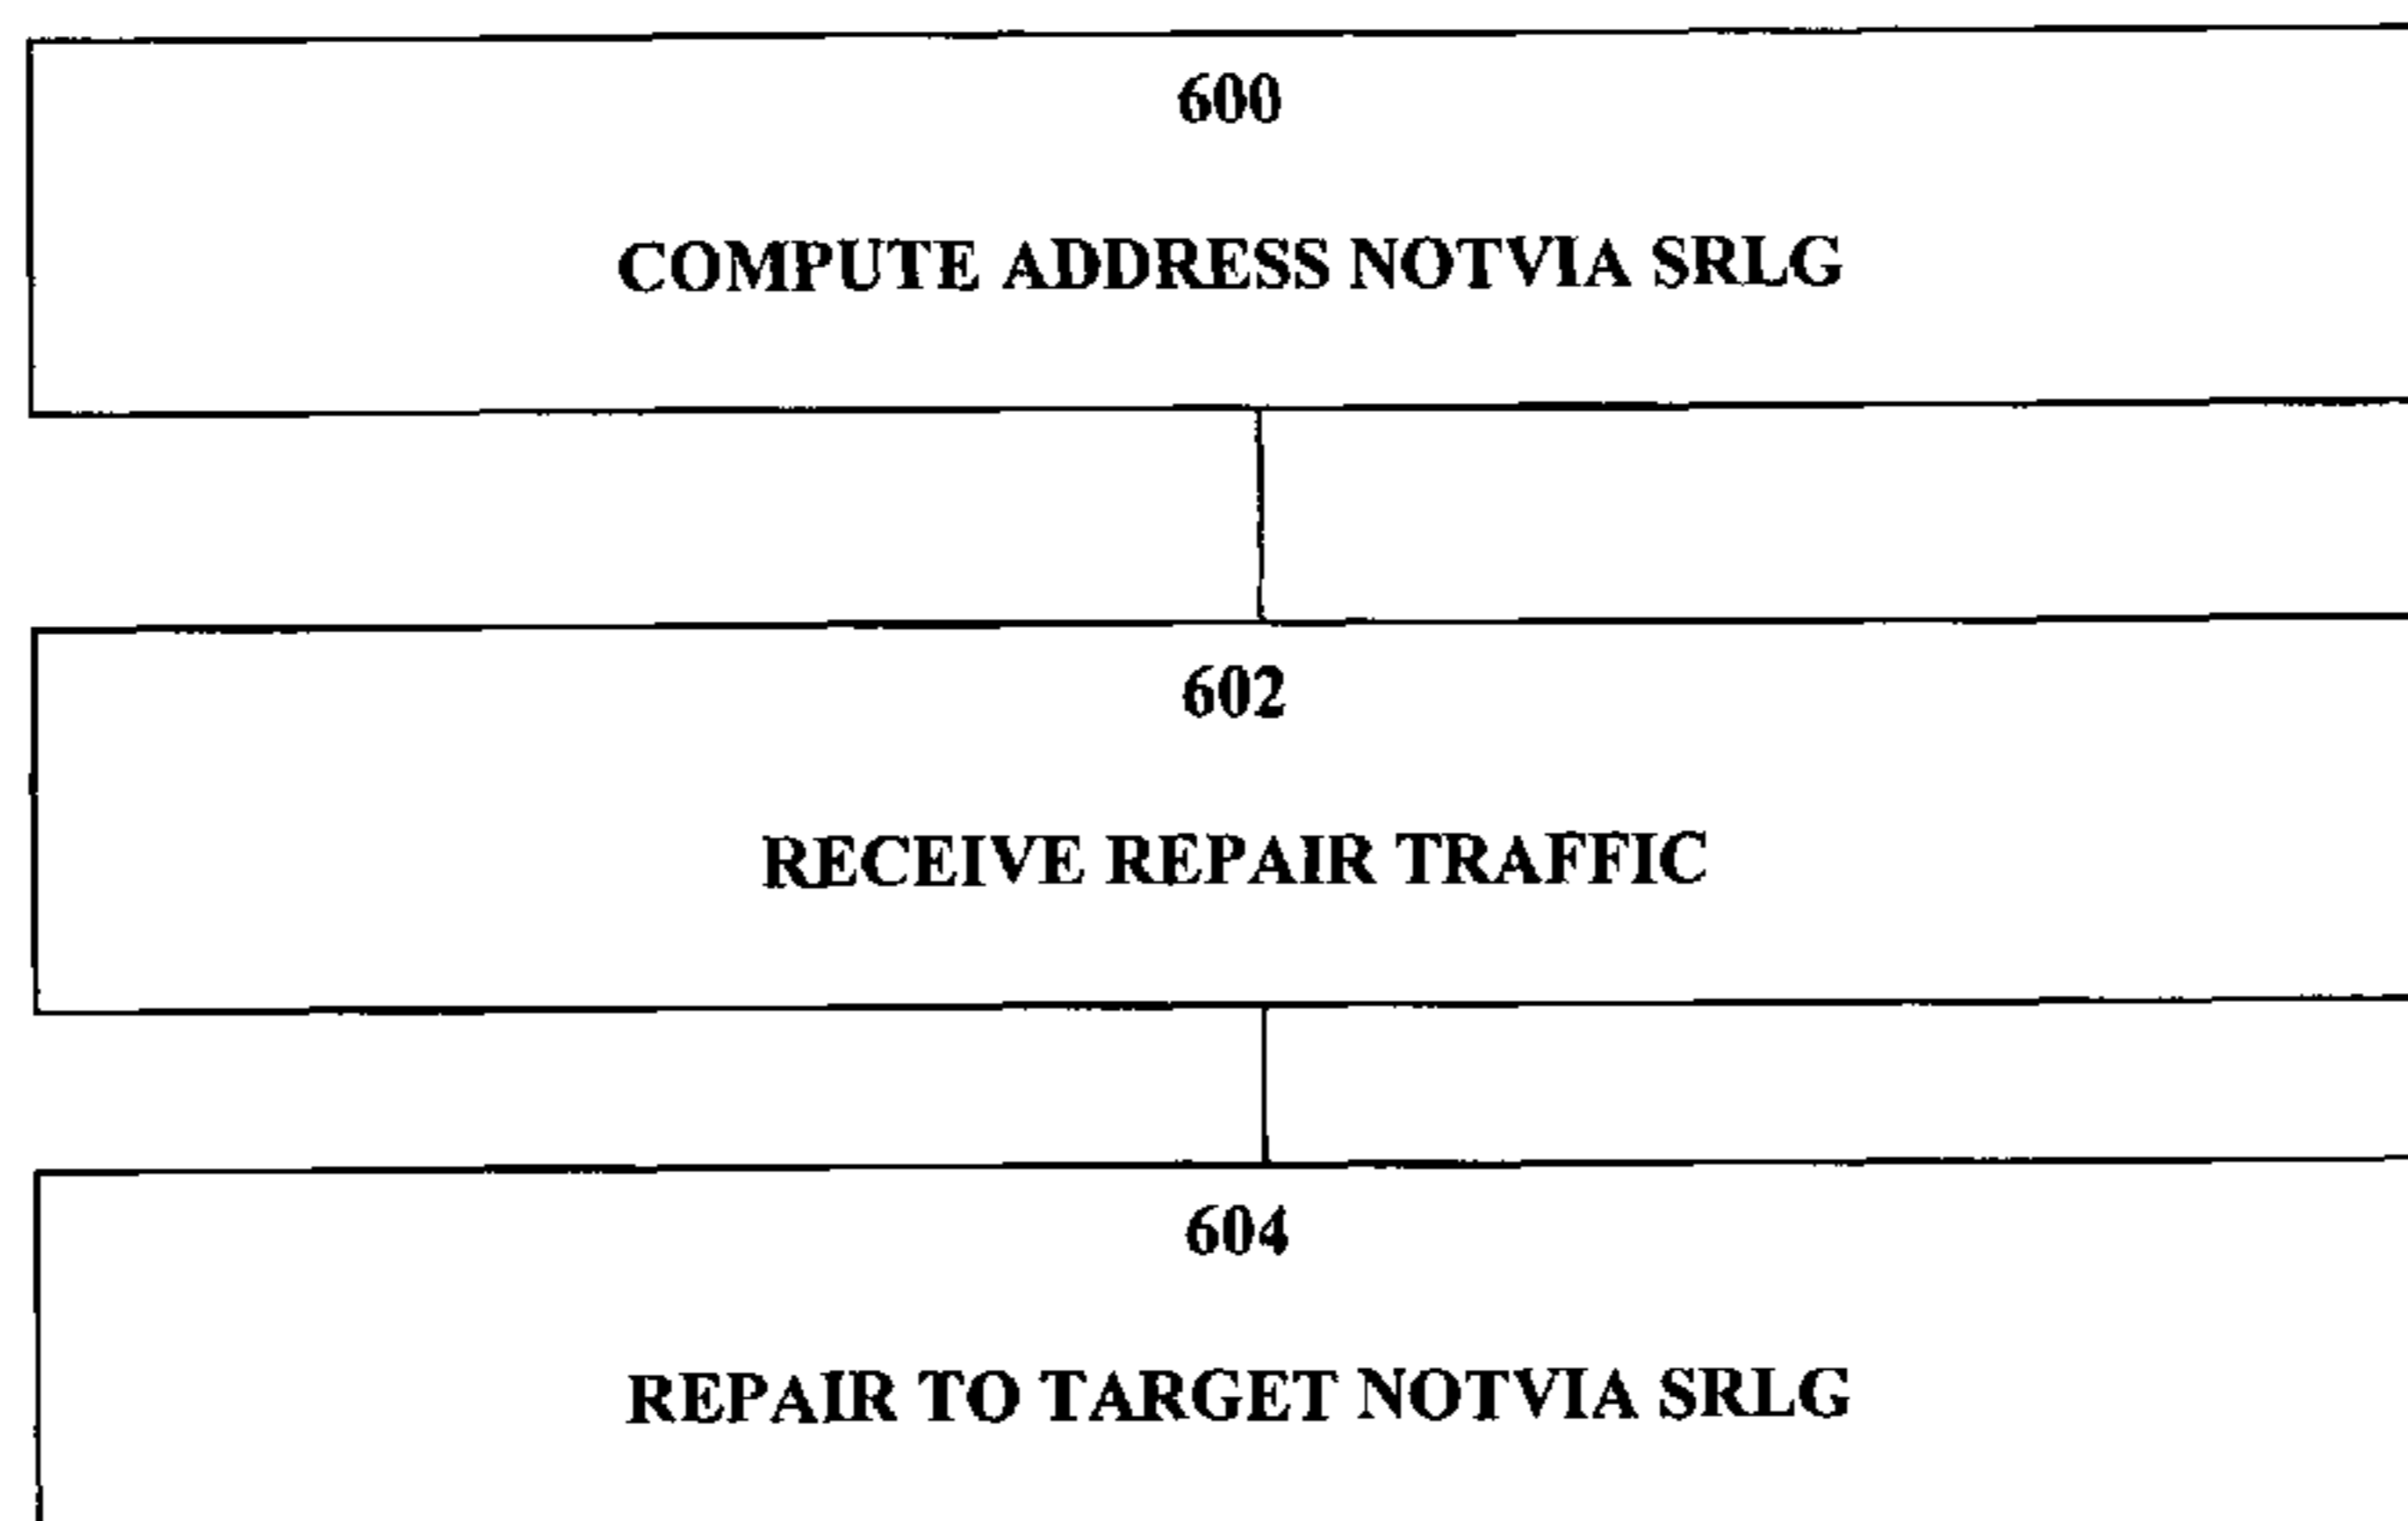 600
COMPUTE ADDRESS NOTVIA SRLG
602
RECEIVE REPAIR TRAFFIC
604
REPAIR TO TARGET NOTVIA SRLG